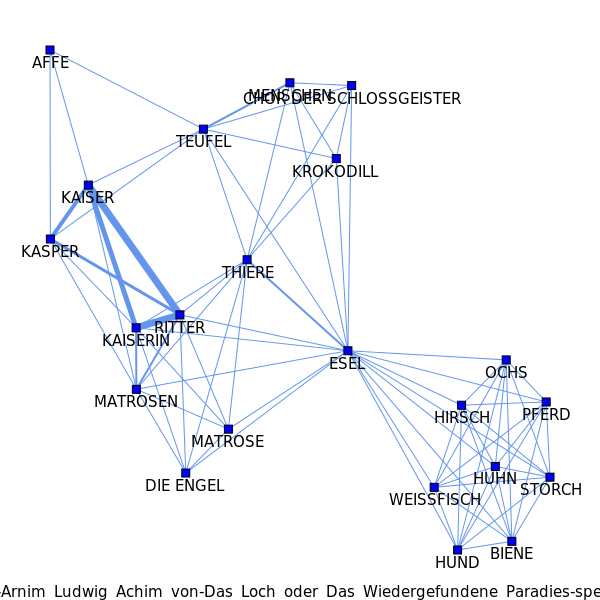 AFFE
MENSCHEN
CHOR DER SCHLOSSGEISTER
TEUFEL
KROKODILL
KAISER
KASPER
THIERE
RITTER
KAISERIN
ESEL
OCHS
MATROSEN
HIRSCH
PFERD
MATROSE
HUHN
DIE ENGEL
STORCH
WEISSFISCH
BIENE
HUND
-Arnim Ludwig Achim von-Das Loch oder Das Wiedergefundene Paradies-spe